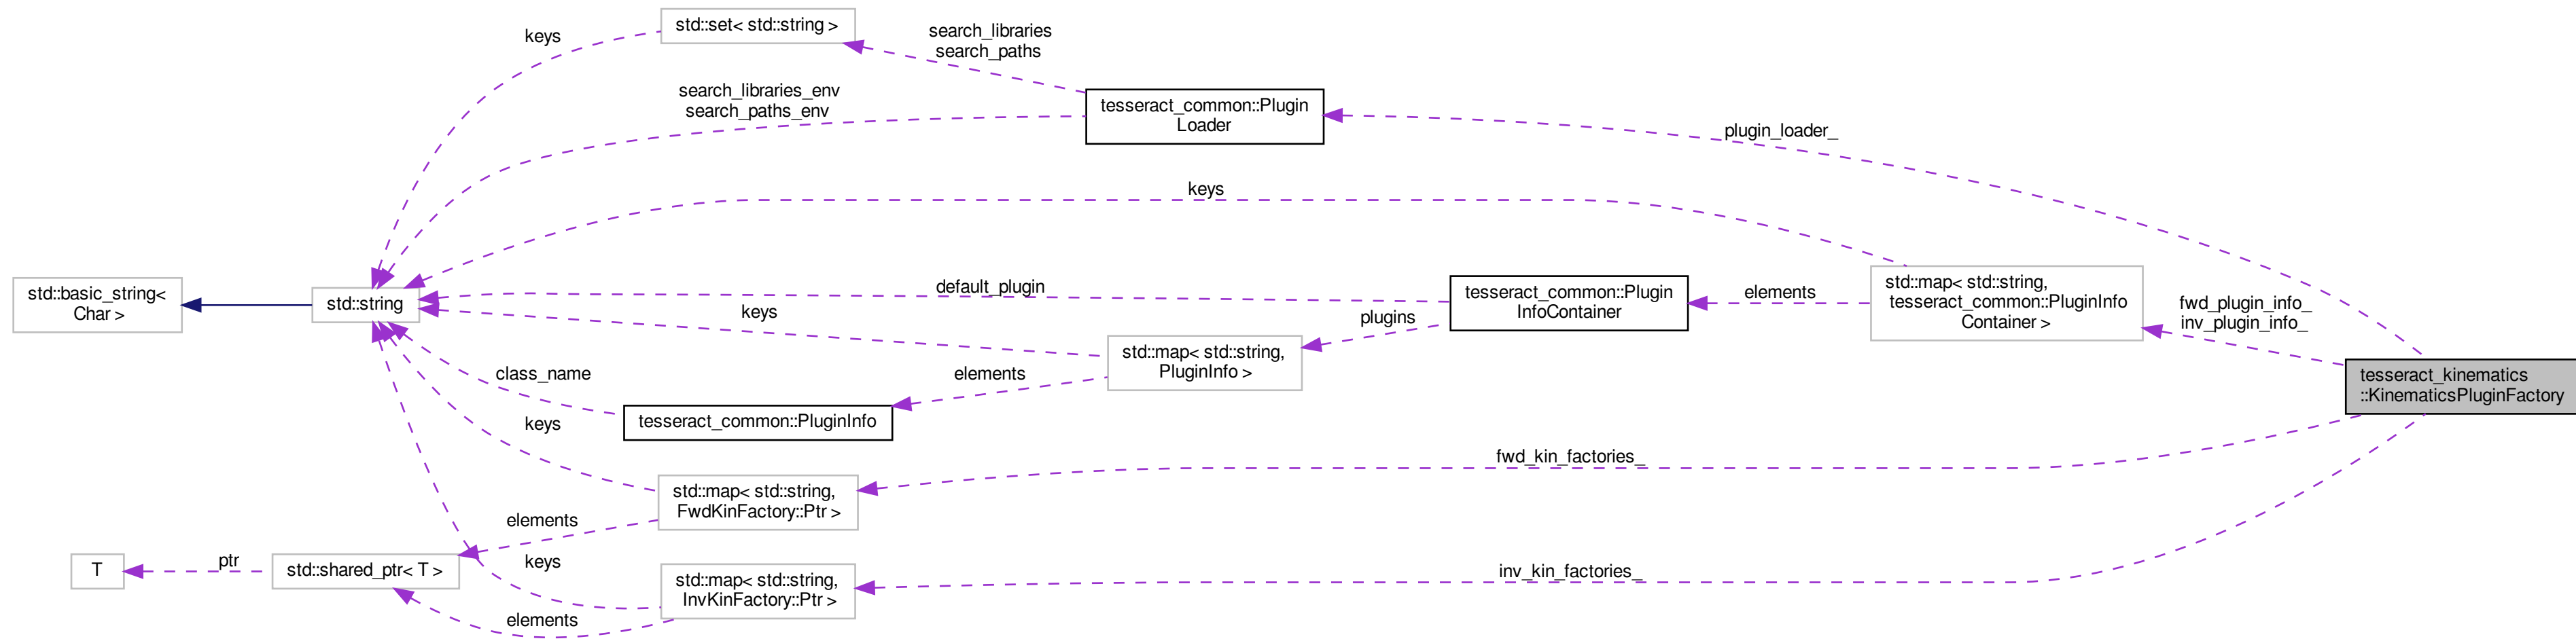 std::set< std::string >
keys
search_libraries
search_paths
search_libraries_env
search_paths_env
tesseract_common::Plugin
Loader
plugin_loader_
keys
std::basic_string<
Char >
std::string
default_plugin
keys
tesseract_common::Plugin
InfoContainer
elements
std::map< std::string,
tesseract_common::PluginInfo
Container >
fwd_plugin_info_
inv_plugin_info_
plugins
std::map< std::string,
PluginInfo >
class_name
elements
tesseract_kinematics
::KinematicsPluginFactory
tesseract_common::PluginInfo
keys
fwd_kin_factories_
std::map< std::string,
FwdKinFactory::Ptr >
elements
T
ptr
std::shared_ptr< T >
keys
std::map< std::string,
InvKinFactory::Ptr >
inv_kin_factories_
elements